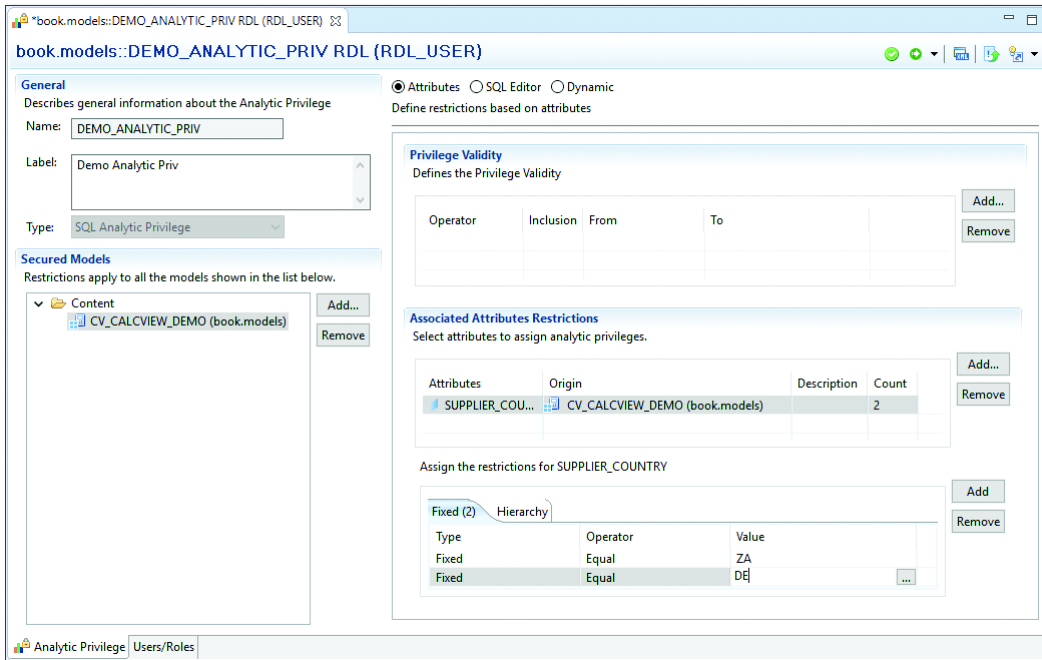 *book.models::DEMO_ANALYTIC_PRIV RDL (RDL_USER)
book.models::DEMO_ANALYTIC_PRIV RDL (RDL_USER)
General
Describes general information about the Analytic Privilege
Name: DEMO_ANALYTIC_PRIV
Label: Demo Analytic Priv
Type: SQL Analytic Privilege
Secured Models
Restrictions apply to all the models shown in the list below.
Content
CV_CALCVIEW_DEMO (book.models)
Add...
Remove
Attributes SQL Editor Dynamic
Define restrictions based on attributes
Privilege Validity
Defines the Privilege Validity
Operator Inclusion From To
Add...
Remove
Associated Attributes Restrictions
Select attributes to assign analytic privileges.
Attributes Origin Description Count
SUPPLIER_COU... CV_CALCVIEW_DEMO (book.models) 2
Add...
Remove
Assign the restrictions for SUPPLIER_COUNTRY
Fixed (2) Hierarchy
Type Operator Value
Fixed Equal ZA
Fixed Equal DE ...
Add
Remove
Analytic Privilege Users/Roles